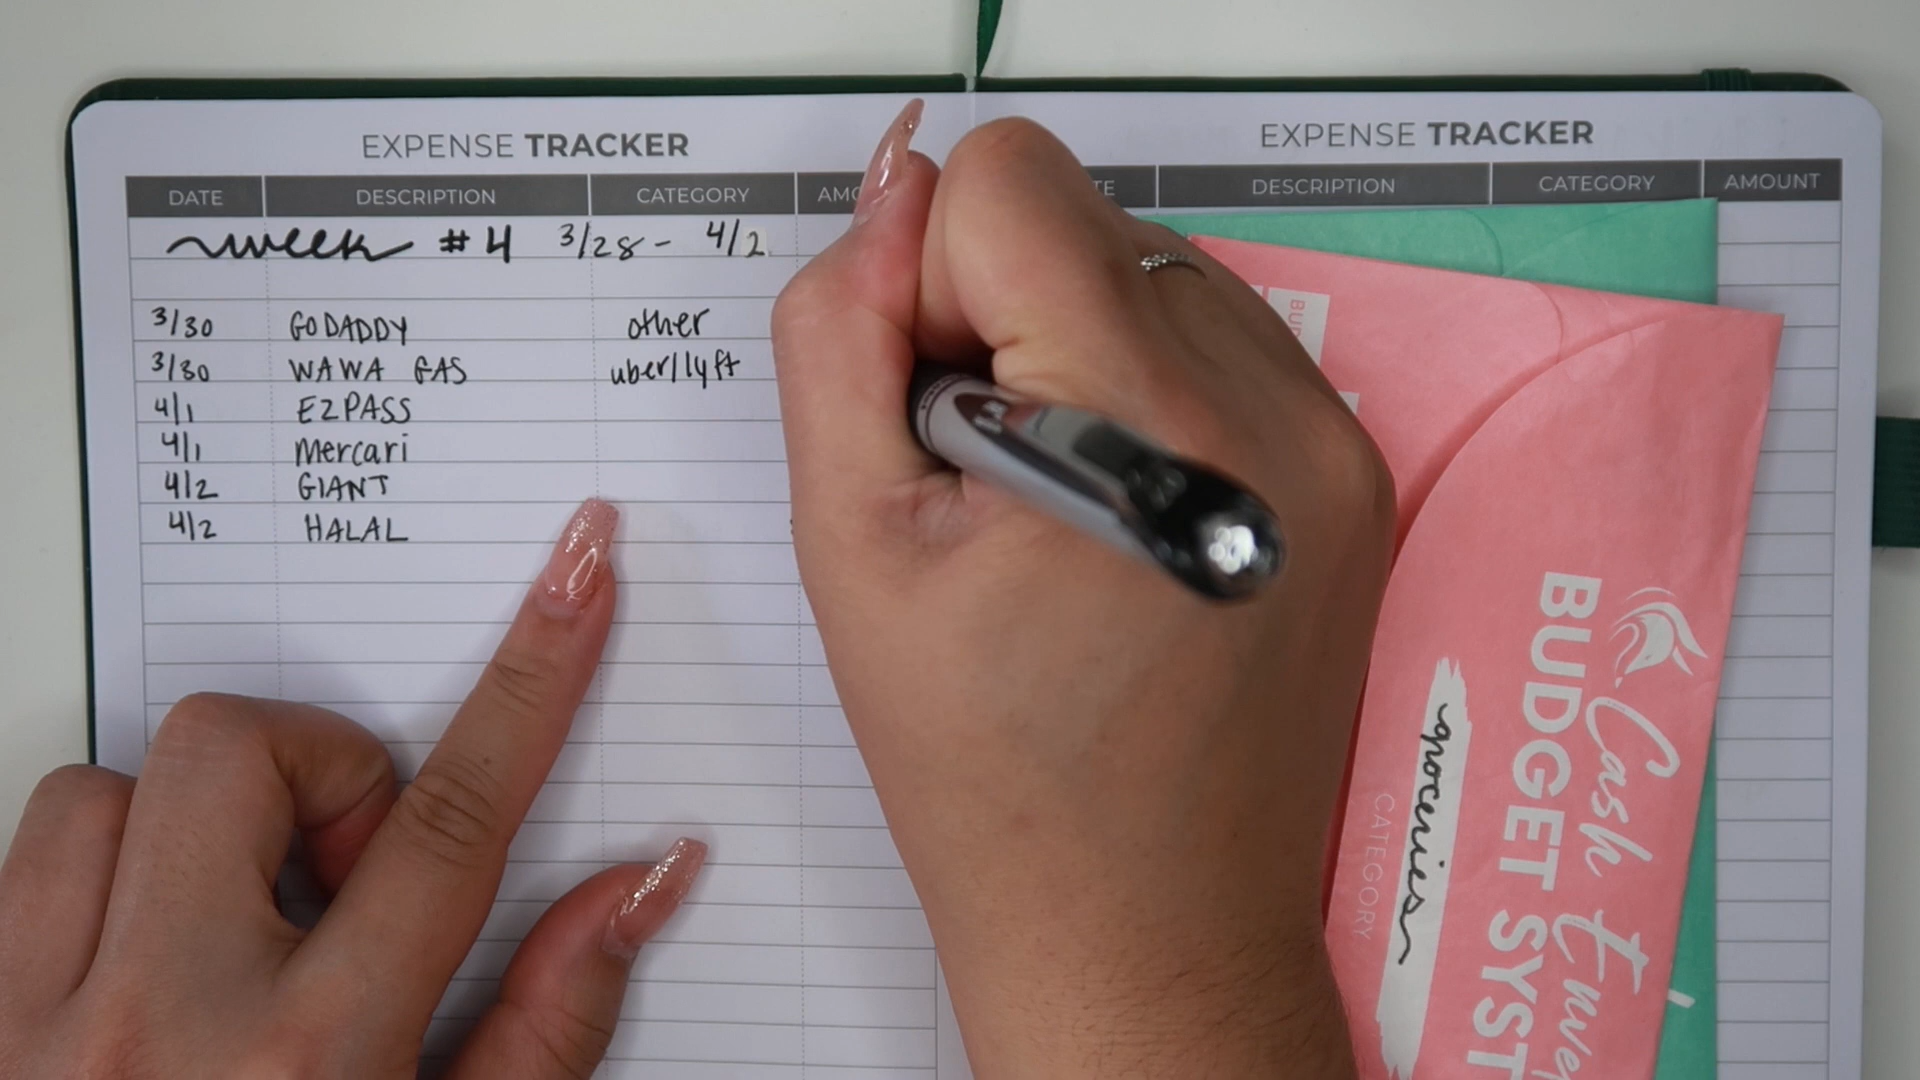 EXPENSE TRACKER
DATE DESCRIPTION CATEGORY
week #4 3/28 - 4/2
3/30 GODADDY other
3/30 WAWA GAS uber/lyft
4/1 EZPASS
4/1 Mercari
4/2 GIANT
4/2 HALAL
EXPENSE TRACKER
DESCRIPTION CATEGORY AMOUNT
Cash
BUDGET
groceries
CATEGORY